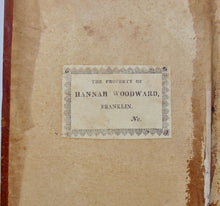 THE PROPERTY OF
HANNAH WOODWARD,
FRANKLIN.
No.